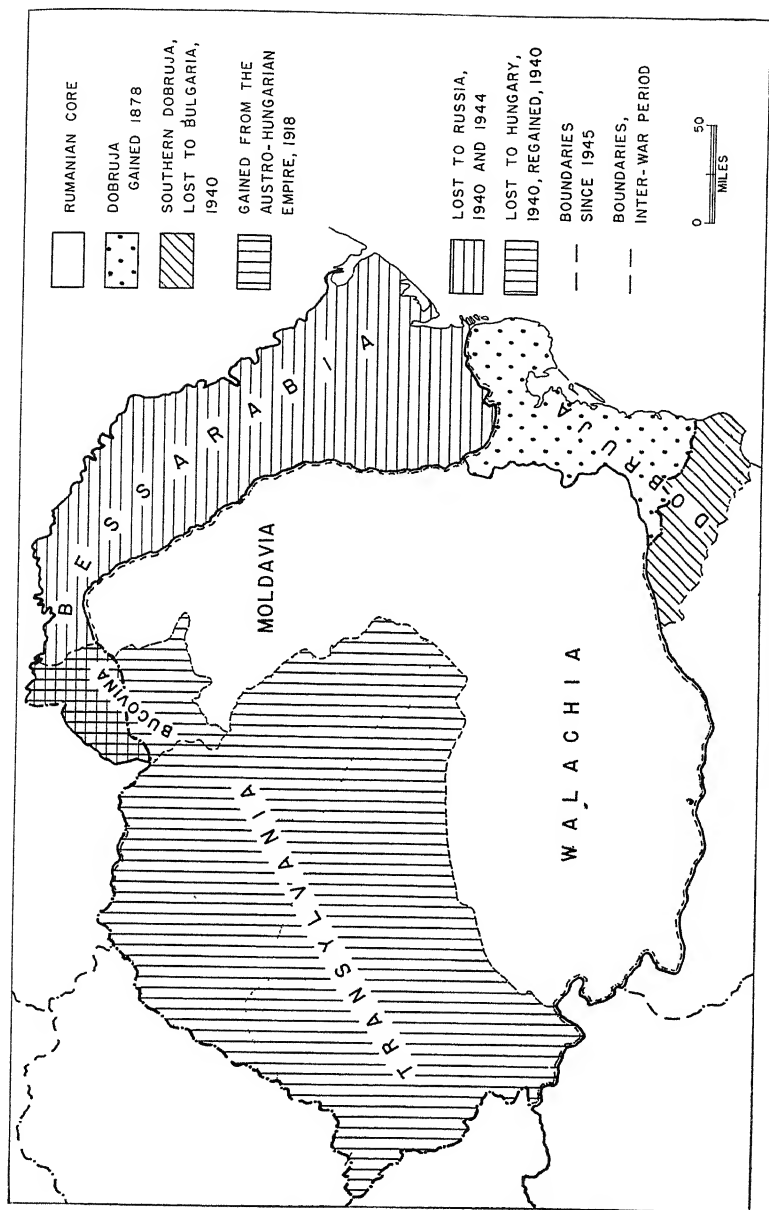 RUMANIAN CORE
DOBRUJA
GAINED 1878
SOUTHERN DOBRUJA,
LOST TO BULGARIA,
1940
GAINED FROM THE
AUSTRO-HUNGARIAN
EMPIRE, 1918
LOST TO RUSSIA,
1940 AND 1944
LOST TO HUNGARY,
1940, REGAINED, 1940
BOUNDARIES
SINCE 1945
BOUNDARIES,
INTER-WAR PERIOD
0 50
MILES
BESSARABIA
BUCOVINA
MOLDAVIA
TRANSYLVANIA
WALACHIA
DOBRUJA